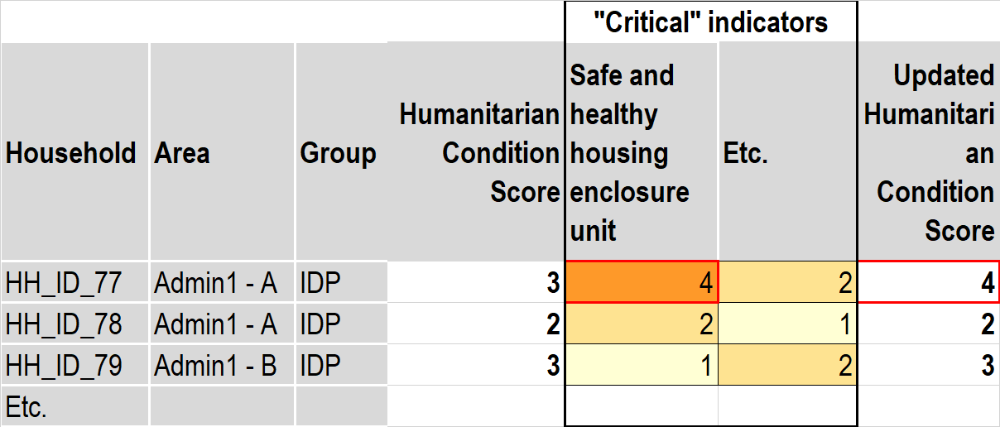 "Critical" indicators
Household Area Group Humanitarian Condition Score Safe and healthy housing enclosure unit Etc. Updated Humanitarian Condition Score
HH_ID_77 Admin1 - A IDP 3 4 2 4
HH_ID_78 Admin1 - A IDP 2 2 1 2
HH_ID_79 Admin1 - B IDP 3 1 2 3
Etc.